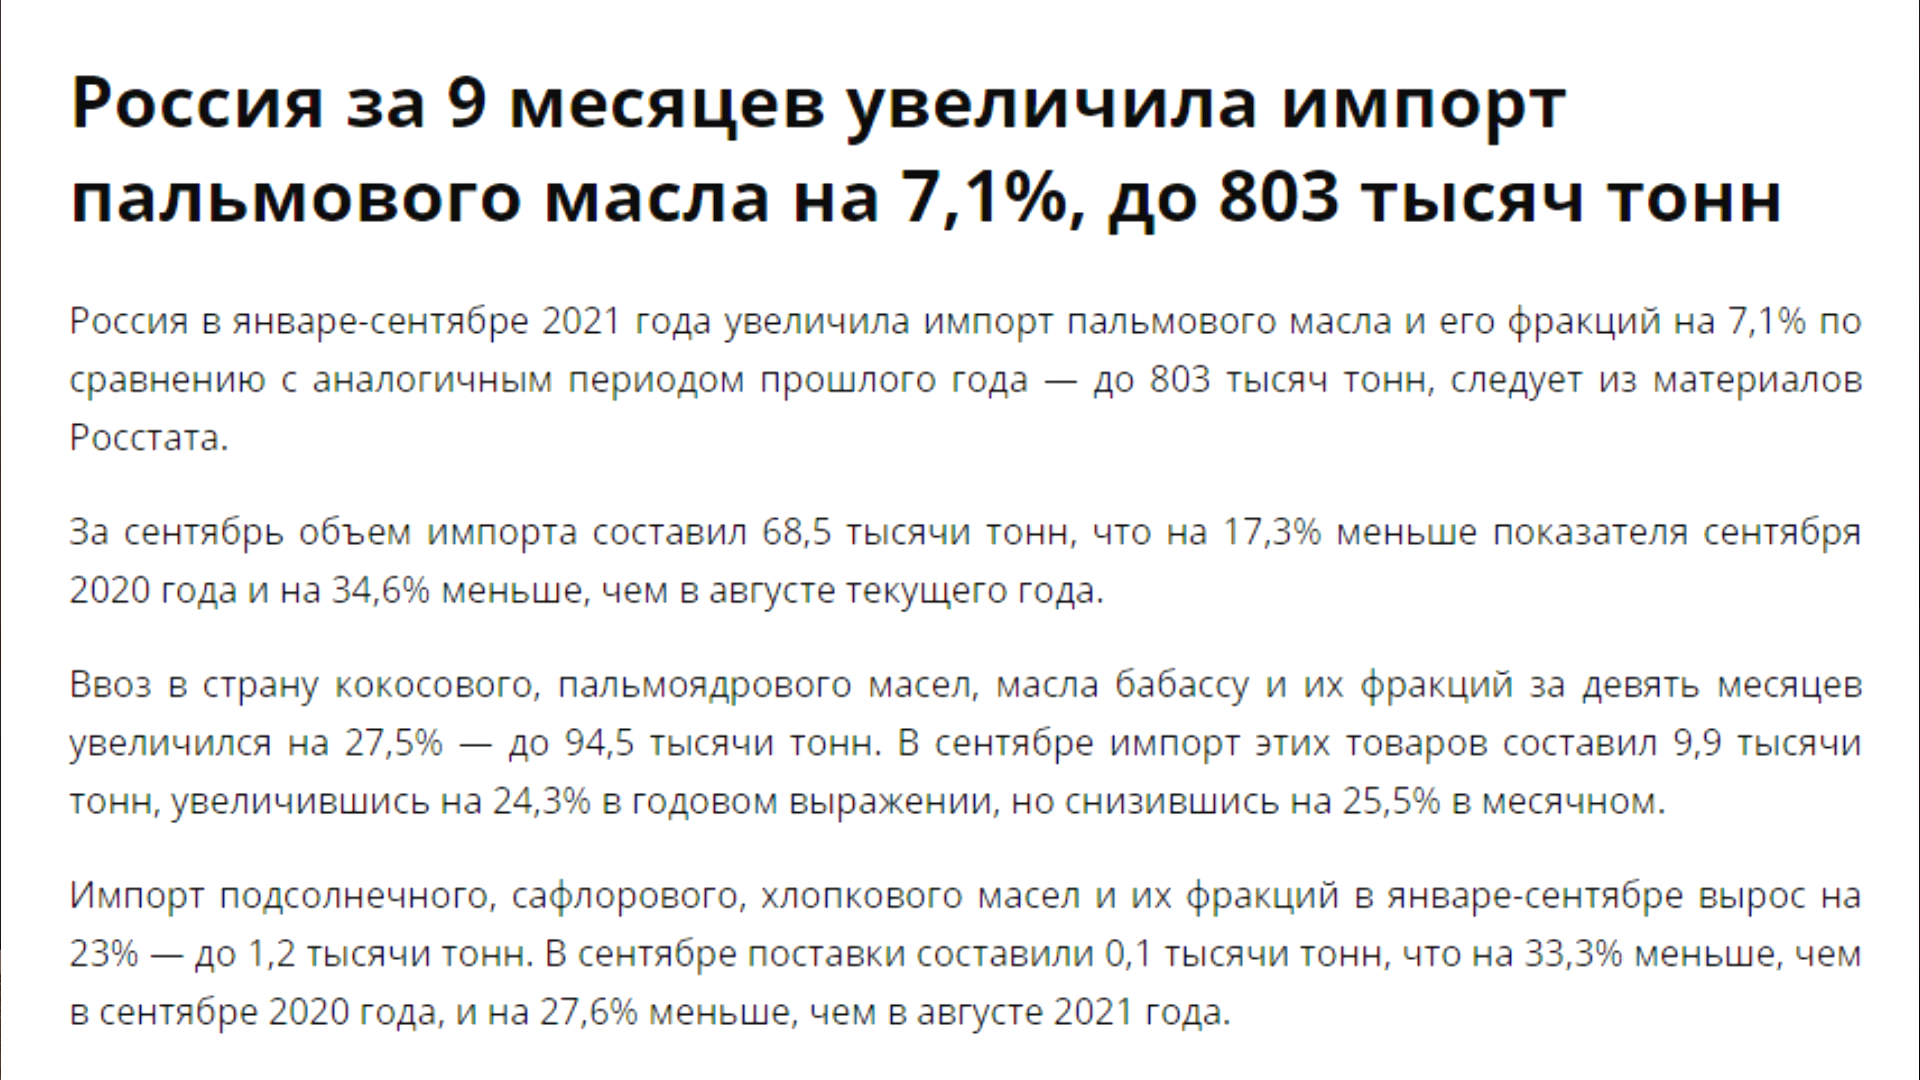 Россия за 9 месяцев увеличила импорт
пальмового масла на 7,1%, до 803 тысяч тонн
Россия в январе-сентябре 2021 года увеличила импорт пальмового масла и его фракций на 7,1% по
сравнению с аналогичным периодом прошлого года — до 803 тысяч тонн, следует из материалов
Росстата.
За сентябрь объем импорта составил 68,5 тысячи тонн, что на 17,3% меньше показателя сентября
2020 года и на 34,6% меньше, чем в августе текущего года.
Ввоз в страну кокосового, пальмоядрового масел, масла бабассу и их фракций за девять месяцев
увеличился на 27,5% — до 94,5 тысячи тонн. В сентябре импорт этих товаров составил 9,9 тысячи
тонн, увеличившись на 24,3% в годовом выражении, но снизившись на 25,5% в месячном.
Импорт подсолнечного, сафлорового, хлопкового масел и их фракций в январе-сентябре вырос на
23% — до 1,2 тысячи тонн. В сентябре поставки составили 0,1 тысячи тонн, что на 33,3% меньше, чем
в сентябре 2020 года, и на 27,6% меньше, чем в августе 2021 года.